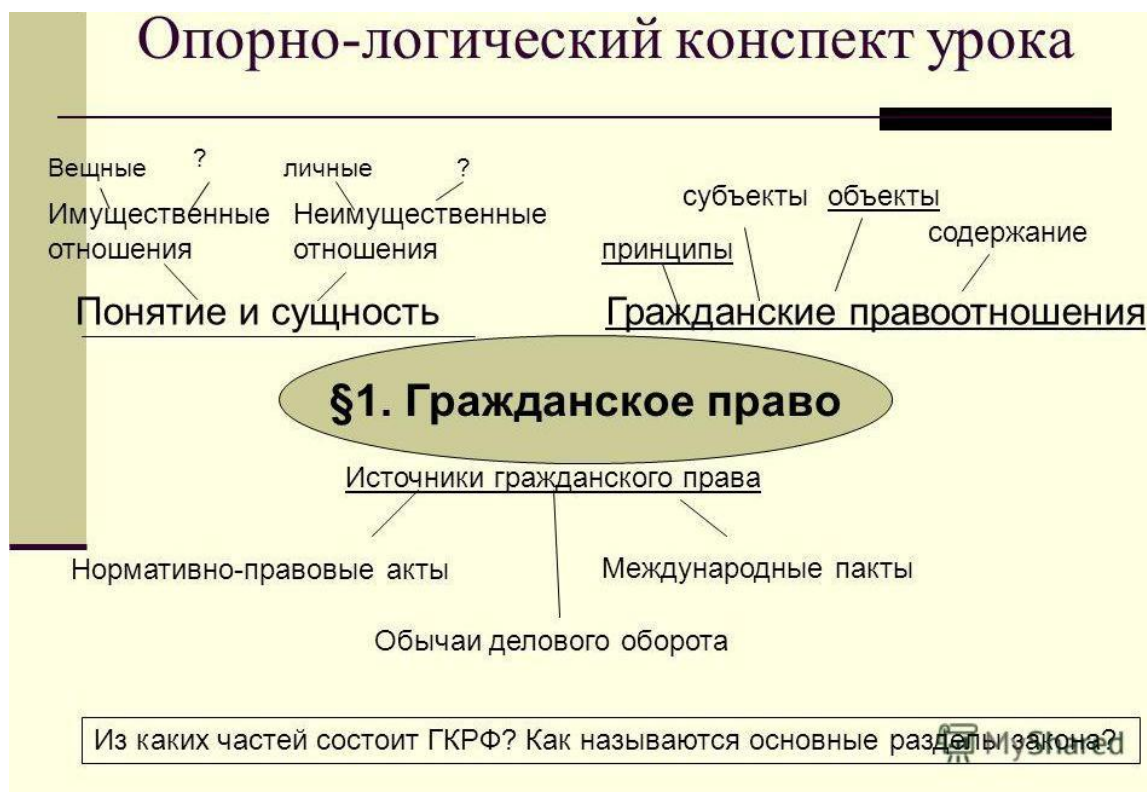 Опорно-логический конспект урока
Вещные ? личные ?
Имущественные отношения
Неимущественные отношения
субъекты объекты
принципы
содержание
Понятие и сущность
Гражданские правоотношения
§1. Гражданское право
Источники гражданского права
Нормативно-правовые акты
Международные пакты
Обычаи делового оборота
Из каких частей состоит ГКРФ? Как называются основные разделы закона?
MyShared